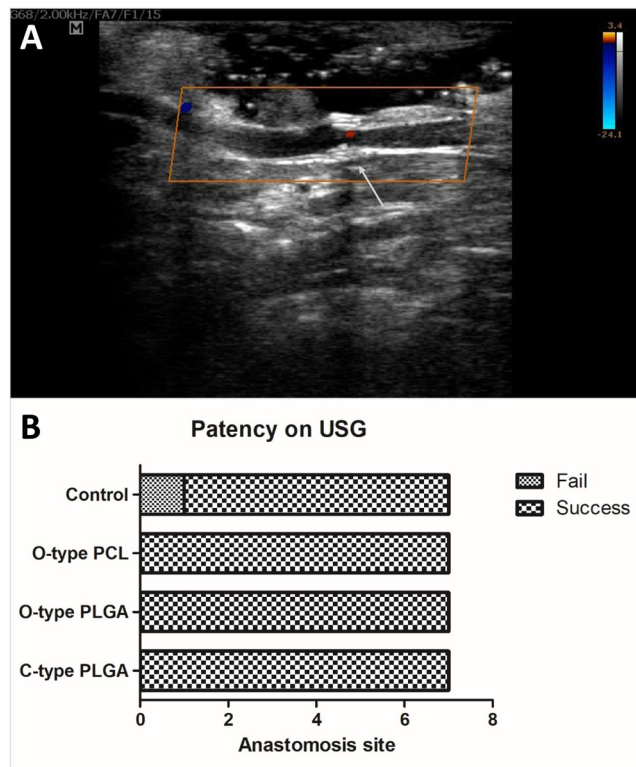 G68/2.00kHz/FA7/F1/15
M
A
3.4
-24.1
B
Patency on USG
Control
O-type PCL
O-type PLGA
C-type PLGA
0 2 4 6 8
Anastomosis site
Fail
Success